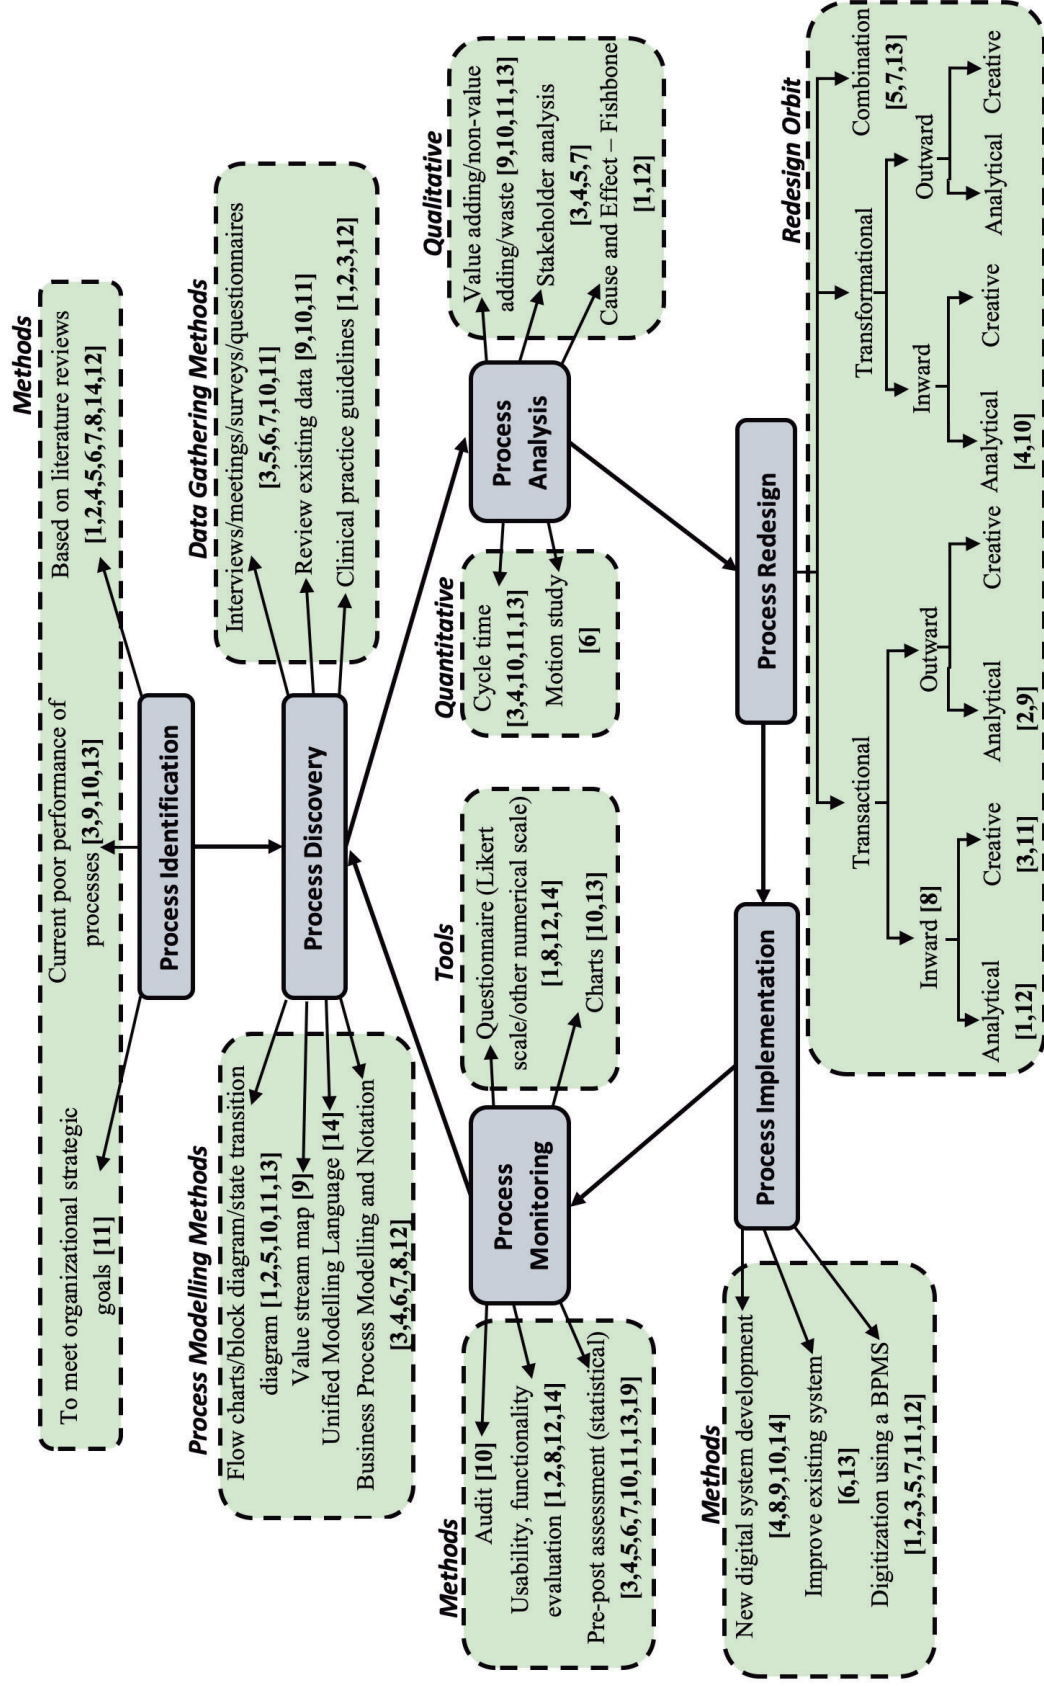 Methods
To meet organizational strategic
goals [11]
Current poor performance of
processes [3,9,10,13]
Based on literature reviews
[1,2,4,5,6,7,8,14,12]
Process Identification
Process Modelling Methods
Flow charts/block diagram/state transition
diagram [1,2,5,10,11,13]
Value stream map [9]
Unified Modelling Language [14]
Business Process Modelling and Notation
[3,4,6,7,8,12]
Process Discovery
Data Gathering Methods
Interviews/meetings/surveys/questionnaires
[3,5,6,7,10,11]
Review existing data [9,10,11]
Clinical practice guidelines [1,2,3,12]
Methods
Audit [10]
Usability, functionality
evaluation [1,2,8,12,14]
Pre-post assessment (statistical)
[3,4,5,6,7,10,11,13,19]
Process
Monitoring
Tools
Questionnaire (Likert
scale/other numerical scale)
[1,8,12,14]
Charts [10,13]
Quantitative
Cycle time
[3,4,10,11,13]
Motion study
[6]
Process
Analysis
Qualitative
Value adding/non-value
adding/waste [9,10,11,13]
Stakeholder analysis
[3,4,5,7]
Cause and Effect – Fishbone
[1,12]
Methods
New digital system development
[4,8,9,10,14]
Improve existing system
[6,13]
Digitization using a BPMS
[1,2,3,5,7,11,12]
Process Implementation
Process Redesign
Redesign Orbit
Transactional
Transformational
Combination
[5,7,13]
Inward [8]
Outward
Inward
Outward
Analytical
[1,12]
Creative
[3,11]
Analytical
[2,9]
Creative
Analytical
[4,10]
Creative
Analytical
Creative